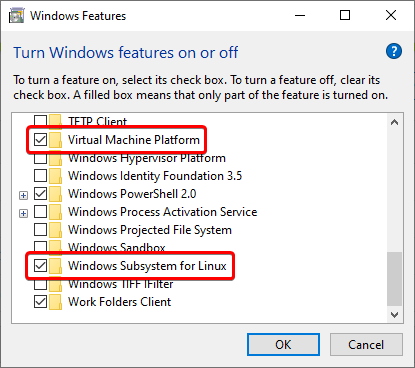 Windows Features
Turn Windows features on or off
?
To turn a feature on, select its check box. To turn a feature off, clear its
check box. A filled box means that only part of the feature is turned on.
TFTP Client
Virtual Machine Platform
Windows Hypervisor Platform
Windows Identity Foundation 3.5
Windows PowerShell 2.0
Windows Process Activation Service
Windows Projected File System
Windows Sandbox
Windows Subsystem for Linux
Windows TIFF IFilter
Work Folders Client
OK Cancel